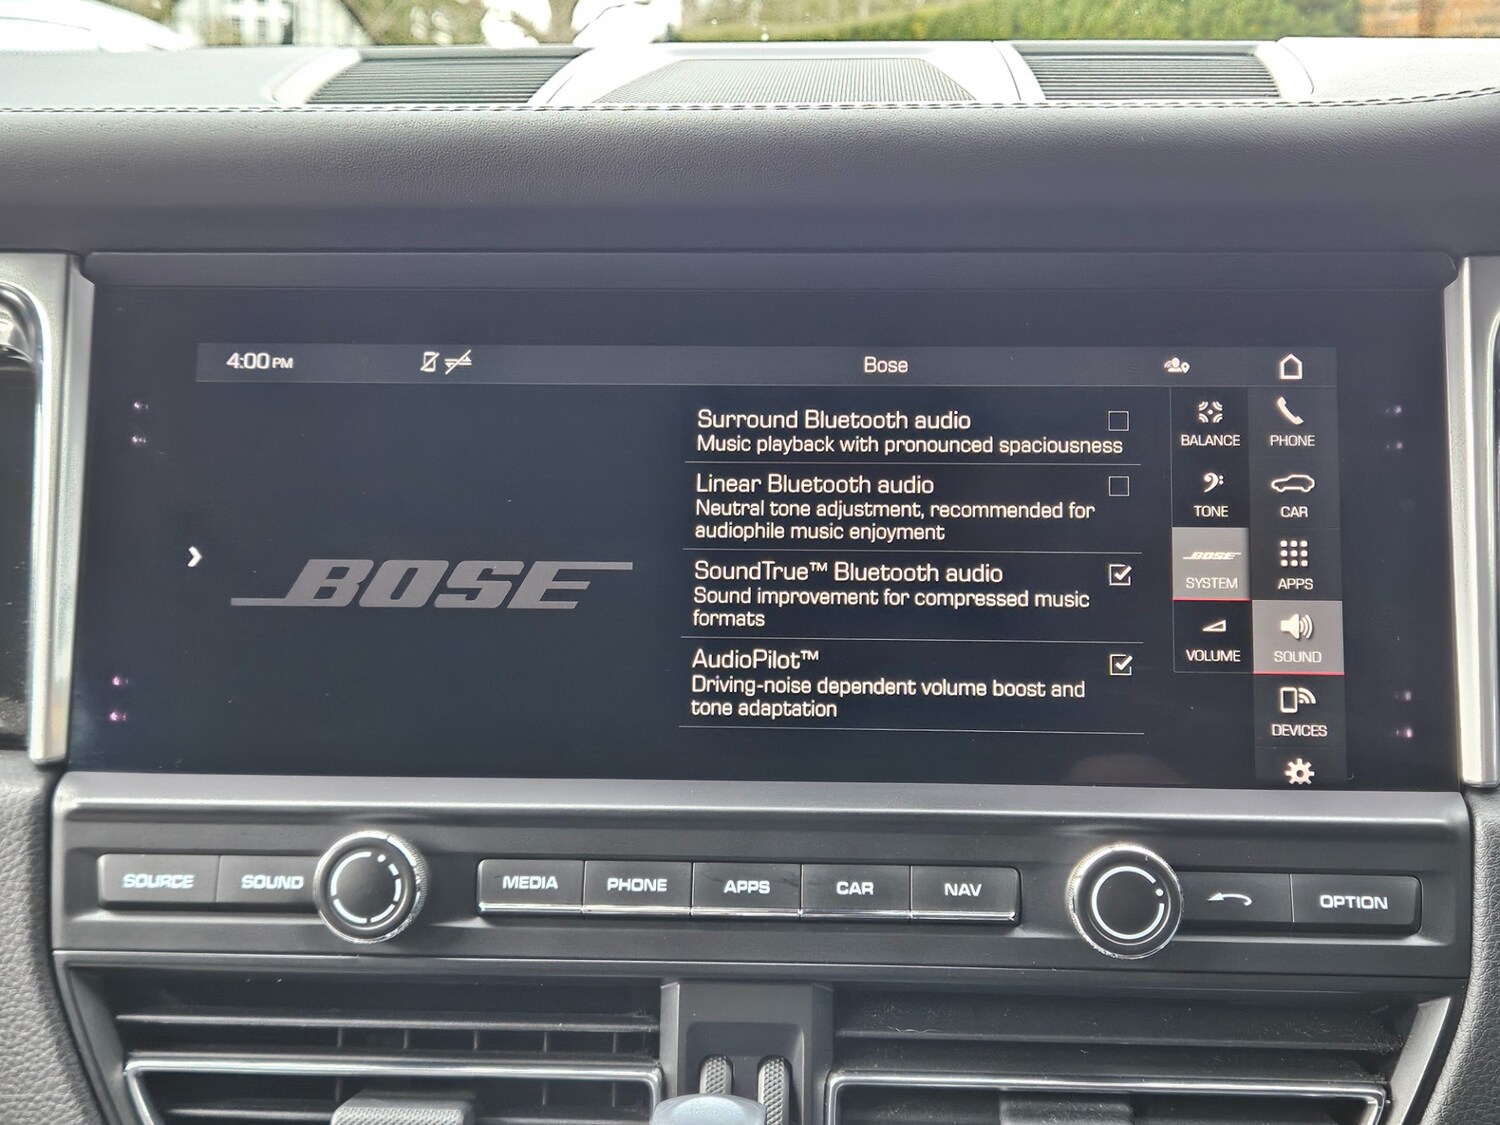 4:00 PM
Bose
Surround Bluetooth audio
Music playback with pronounced spaciousness
Linear Bluetooth audio
Neutral tone adjustment, recommended for
audiophile music enjoyment
SoundTrue™ Bluetooth audio
Sound improvement for compressed music
formats
AudioPilot™
Driving-noise dependent volume boost and
tone adaptation
BOSE
BALANCE
TONE
BOSE
SYSTEM
VOLUME
PHONE
CAR
APPS
SOUND
DEVICES
SOURCE
SOUND
MEDIA
PHONE
APPS
CAR
NAV
OPTION